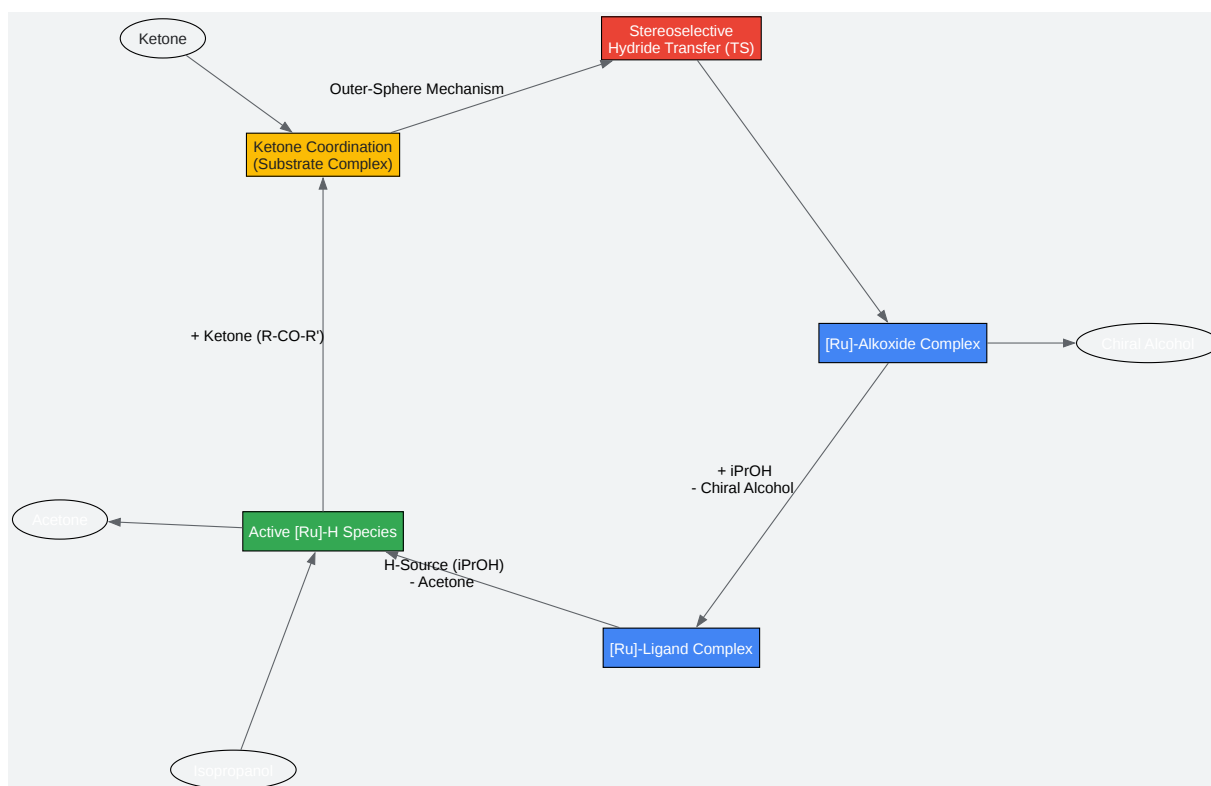 Ketone
Stereoselective
Hydride Transfer (TS)
Outer-Sphere Mechanism
Ketone Coordination
(Substrate Complex)
+ Ketone (R-CO-R')
[Ru]-Alkoxide Complex
Chiral Alcohol
+ iPrOH
- Chiral Alcohol
Acetone
Active [Ru]-H Species
H-Source (iPrOH)
- Acetone
[Ru]-Ligand Complex
Isopropanol